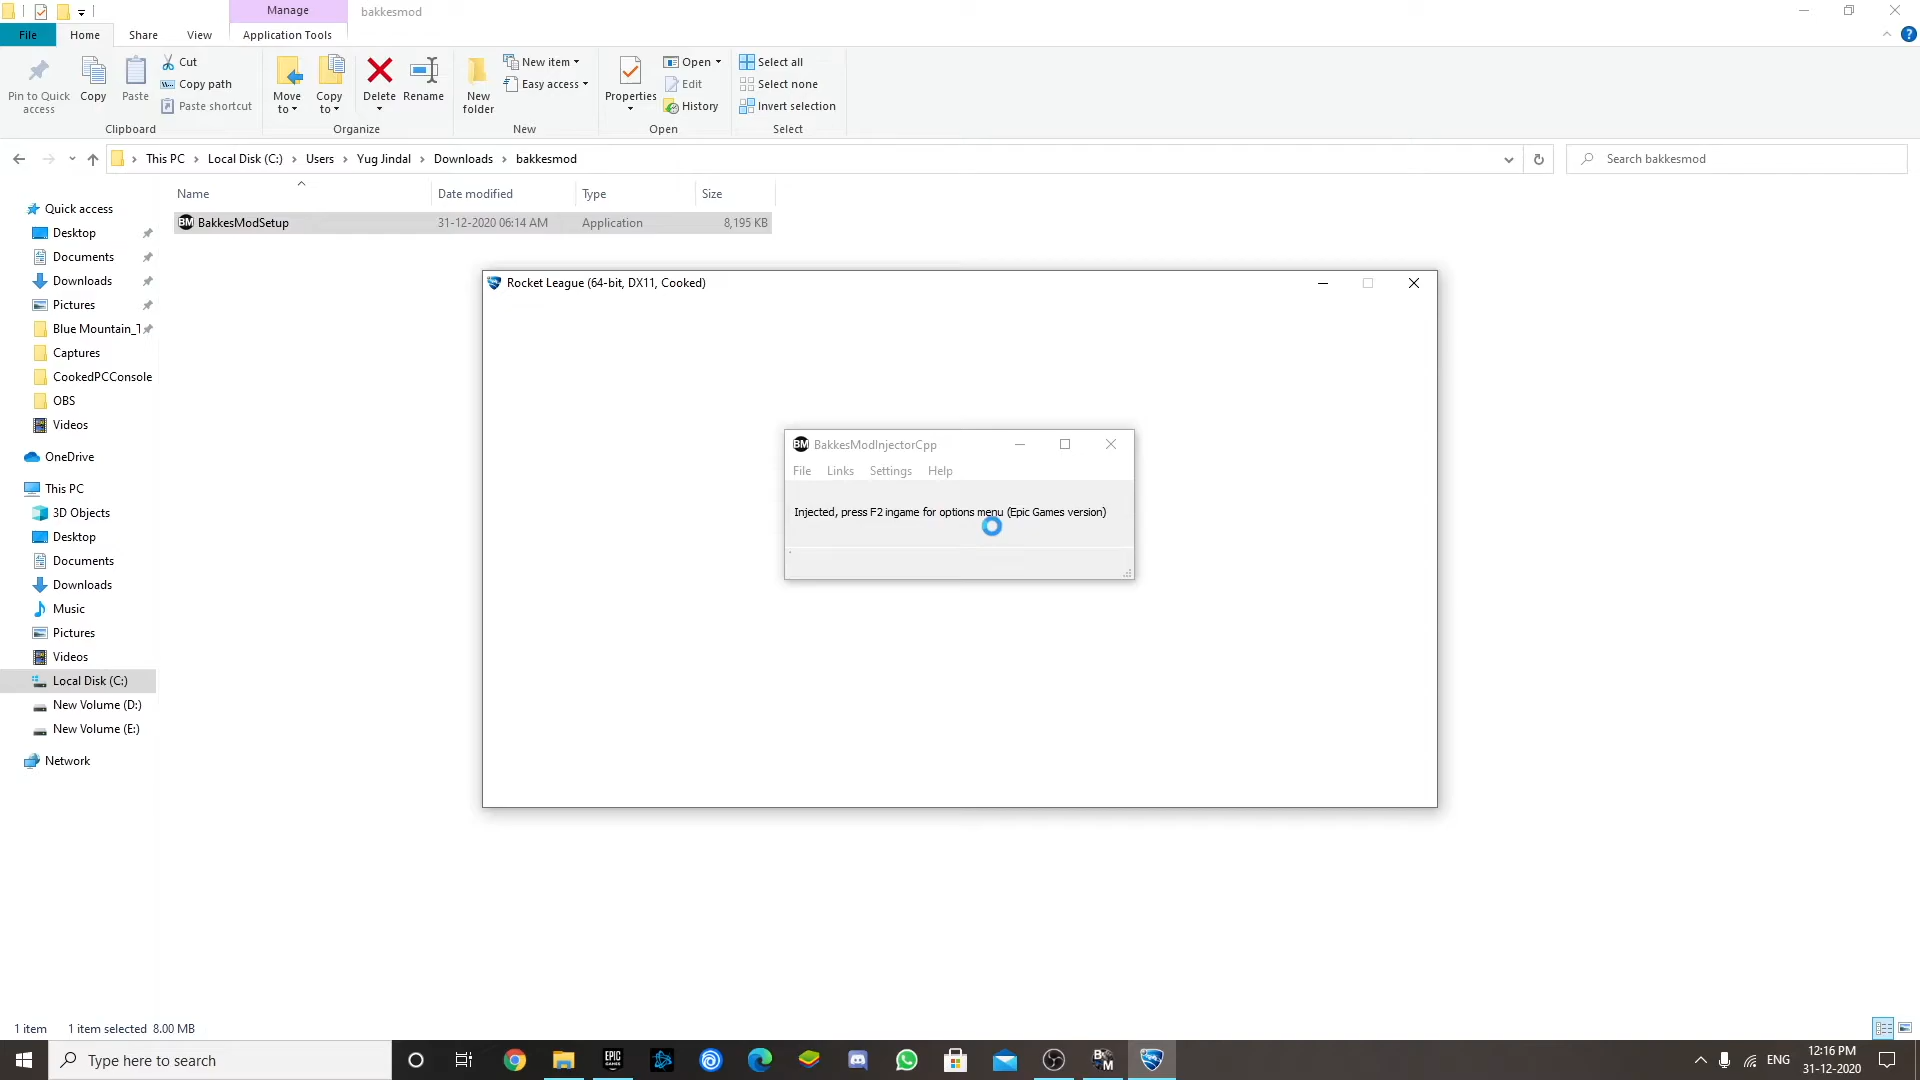 Manage
bakkesmod
File
Home
Share
View
Application Tools
Pin to Quick access
Copy
Paste
Cut
Copy path
Paste shortcut
Clipboard
Move to
Copy to
Delete
Rename
Organize
New folder
New item
Easy access
New
Properties
Open
Edit
History
Open
Select all
Select none
Invert selection
Select
This PC > Local Disk (C:) > Users > Yug Jindal > Downloads > bakkesmod
Search bakkesmod
Name
Date modified
Type
Size
BM BakkesModSetup
31-12-2020 06:14 AM
Application
8,195 KB
Quick access
Desktop
Documents
Downloads
Pictures
Blue Mountain_T
Captures
CookedPCConsole
OBS
Videos
OneDrive
This PC
3D Objects
Desktop
Documents
Downloads
Music
Pictures
Videos
Local Disk (C:)
New Volume (D:)
New Volume (E:)
Network
Rocket League (64-bit, DX11, Cooked)
BM BakkesModInjectorCpp
File
Links
Settings
Help
Injected, press F2 ingame for options menu (Epic Games version)
1 item
1 item selected 8.00 MB
Type here to search
EPIC GAMES
ENG
12:16 PM
31-12-2020